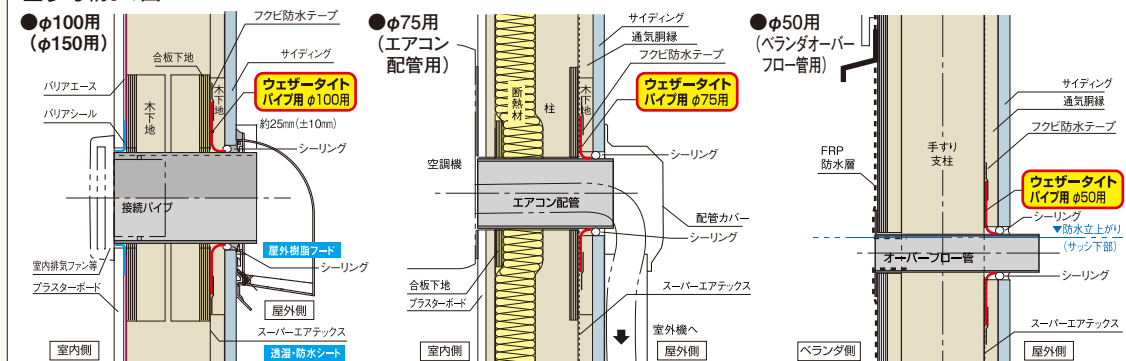 ●φ100用
(φ150用)
フクビ防水テープ
合板下地
サイディング
バリアエース
木下地
木下地
ウェザータイト
パイプ用 φ100用
バリアシール
約25mm(±10mm)
シーリング
接続パイプ
屋外樹脂フード
室内排気ファン等
シーリング
プラスターボード
屋外側
スーパーエアテックス
室内側
透湿・防水シート
●φ75用
(エアコン
配管用)
サイディング
通気胴縁
フクビ防水テープ
断熱材
柱
木下地
ウェザータイト
パイプ用 φ75用
空調機
シーリング
エアコン配管
配管カバー
シーリング
合板下地
プラスターボード
スーパーエアテックス
室外機へ
室内側
屋外側
●φ50用
(ベランダオーバー
フロー管用)
サイディング
通気胴縁
フクビ防水テープ
FRP
防水層
手すり
支柱
ウェザータイト
パイプ用 φ50用
シーリング
▼防水立上がり
(サッシ下部)
オーバーフロー管
シーリング
スーパーエアテックス
ベランダ側
屋外側